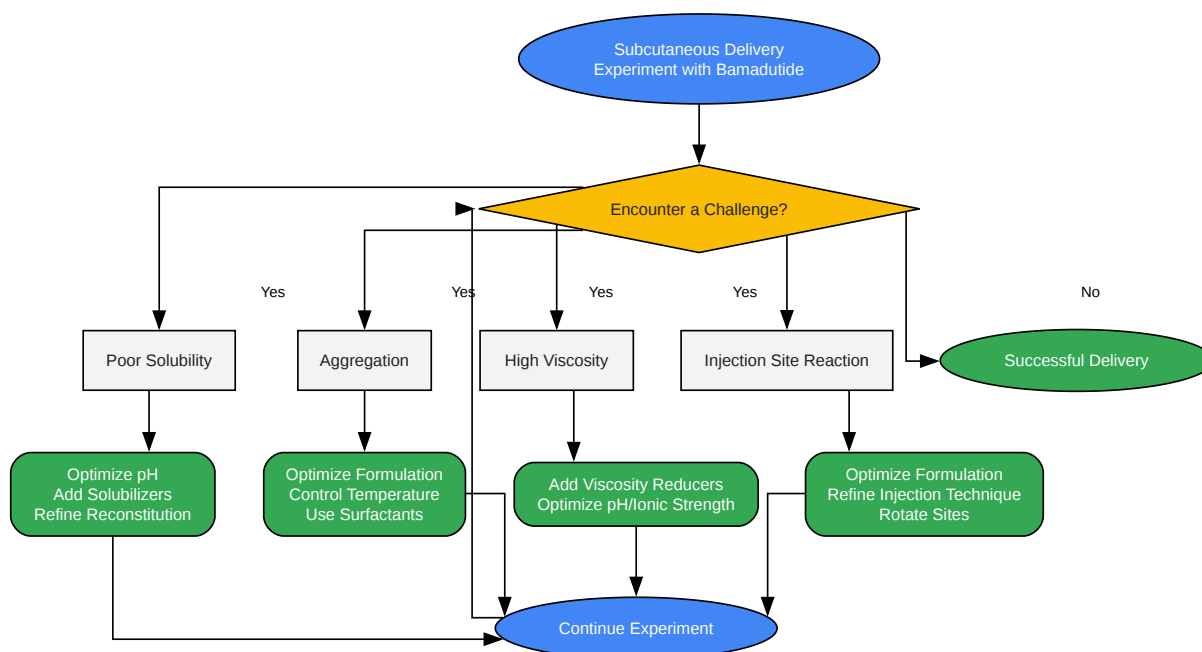 Subcutaneous Delivery
Experiment with Bamadutide
Encounter a Challenge?
Yes
Yes
Yes
Yes
No
Poor Solubility
Aggregation
High Viscosity
Injection Site Reaction
Successful Delivery
Optimize pH
Add Solubilizers
Refine Reconstitution
Optimize Formulation
Control Temperature
Use Surfactants
Add Viscosity Reducers
Optimize pH/Ionic Strength
Optimize Formulation
Refine Injection Technique
Rotate Sites
Continue Experiment